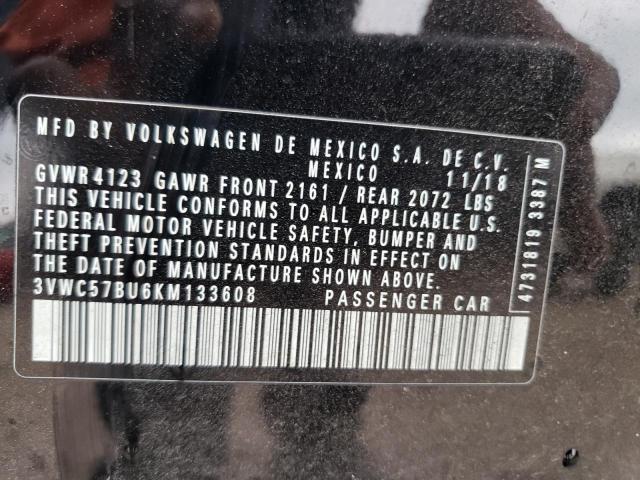 MFD BY VOLKSWAGEN DE MEXICO S.A. DE C.V.
MEXICO 11/18
GVWR 4123 GAWR FRONT 2161 / REAR 2072 LBS
THIS VEHICLE CONFORMS TO ALL APPLICABLE U.S.
FEDERAL MOTOR VEHICLE SAFETY, BUMPER AND
THEFT PREVENTION STANDARDS IN EFFECT ON
THE DATE OF MANUFACTURE SHOWN ABOVE.
3VWC57BU6KM133608 PASSENGER CAR
4731819 3387 M